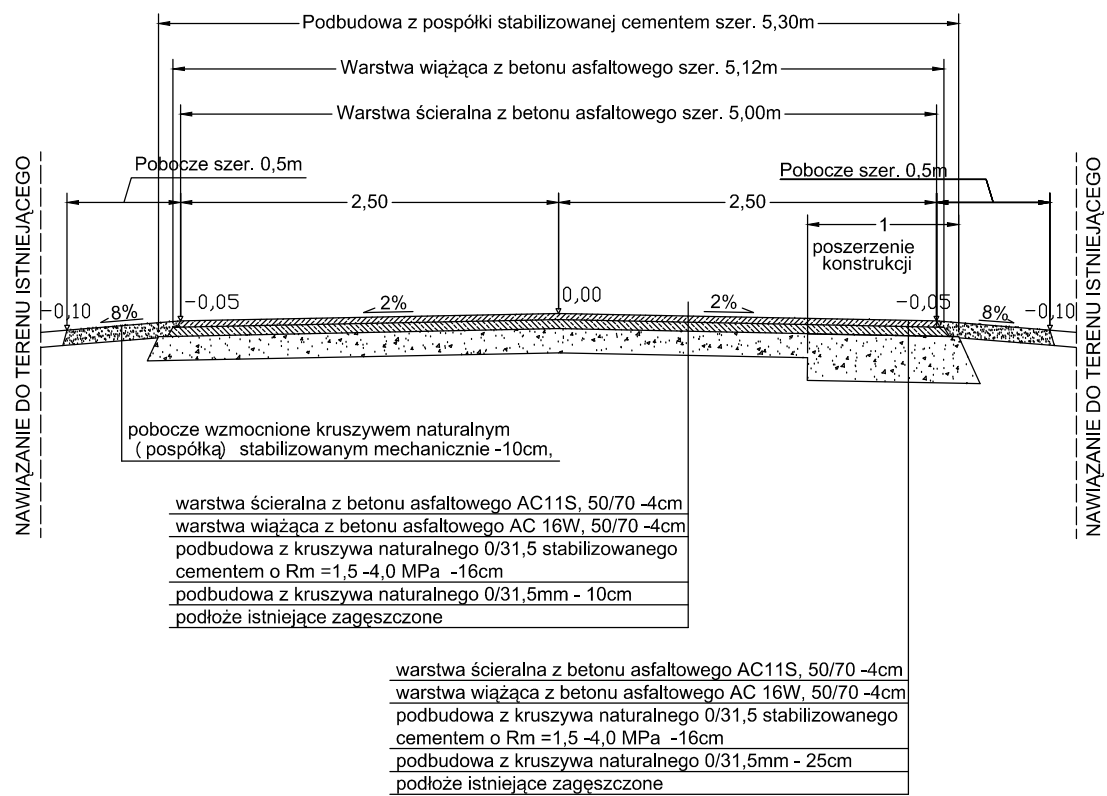 Podbudowa z pospółki stabilizowanej cementem szer. 5,30m
Warstwa wiążąca z betonu asfaltowego szer. 5,12m
Warstwa ścieralna z betonu asfaltowego szer. 5,00m
NAWIĄZANIE DO TERENU ISTNIEJĄCEGO
Pobocze szer. 0,5m
Pobocze szer. 0,5m
NAWIĄZANIE DO TERENU ISTNIEJĄCEGO
2,50
2,50
1
poszerzenie
konstrukcji
-0,10
8%
-0,05
2%
0,00
2%
-0,05
8%
-0,10
pobocze wzmocnione kruszywem naturalnym
( pospółką) stabilizowanym mechanicznie -10cm,
warstwa ścieralna z betonu asfaltowego AC11S, 50/70 -4cm
warstwa wiążąca z betonu asfaltowego AC 16W, 50/70 -4cm
podbudowa z kruszywa naturalnego 0/31,5 stabilizowanego
cementem o Rm =1,5 -4,0 MPa -16cm
podbudowa z kruszywa naturalnego 0/31,5mm - 10cm
podłoże istniejące zagęszczone
warstwa ścieralna z betonu asfaltowego AC11S, 50/70 -4cm
warstwa wiążąca z betonu asfaltowego AC 16W, 50/70 -4cm
podbudowa z kruszywa naturalnego 0/31,5 stabilizowanego
cementem o Rm =1,5 -4,0 MPa -16cm
podbudowa z kruszywa naturalnego 0/31,5mm - 25cm
podłoże istniejące zagęszczone